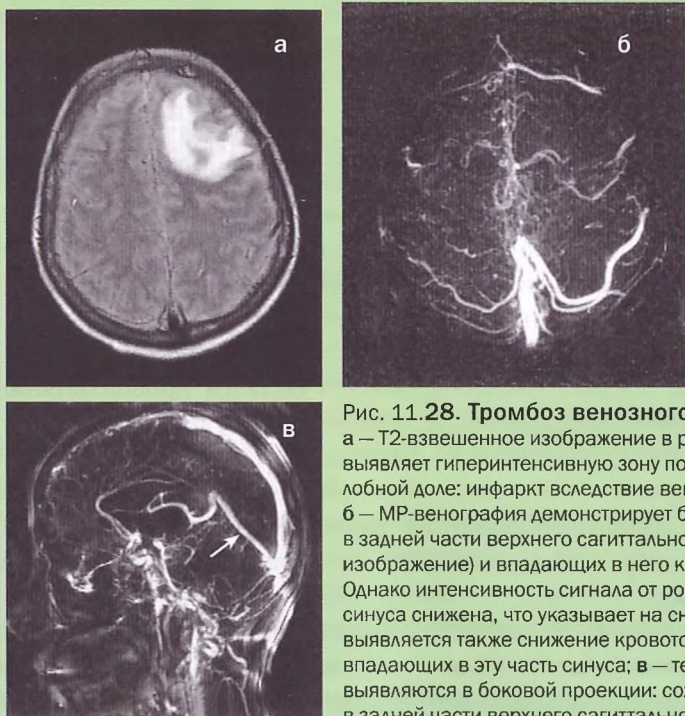 а
б
в
Рис. 11.28. Тромбоз венозного
а — Т2-взвешенное изображение в р
выявляет гиперинтенсивную зону по
лобной доле: инфаркт вследствие ве
б — МР-венография демонстрирует б
в задней части верхнего сагиттально
изображение) и впадающих в него к
Однако интенсивность сигнала от ро
синуса снижена, что указывает на сн
выявляется также снижение кровото
впадающих в эту часть синуса; в — те
выявляются в боковой проекции: сох
в задней части верхнего сагиттально